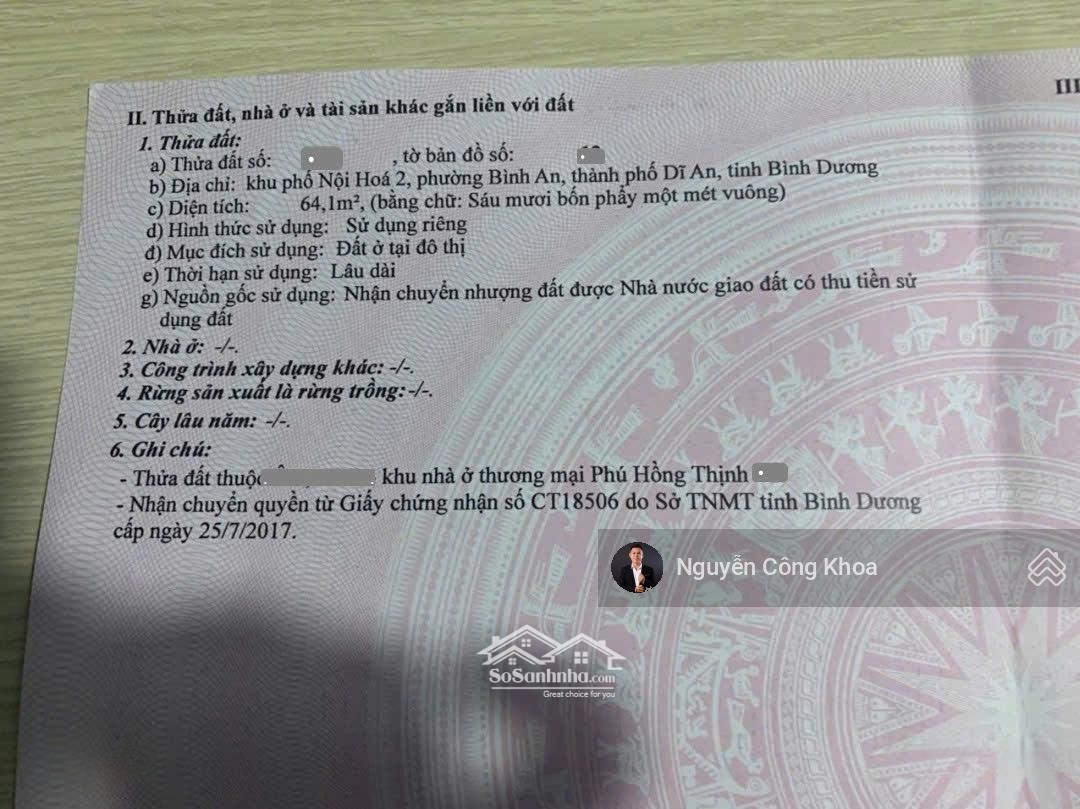 II. Thửa đất, nhà ở và tài sản khác gắn liền với đất
III
1. Thửa đất:
a) Thửa đất số: , tờ bản đồ số:
b) Địa chỉ: khu phố Nội Hoá 2, phường Bình An, thành phố Dĩ An, tỉnh Bình Dương
c) Diện tích: 64,1m², (bằng chữ: Sáu mươi bốn phẩy một mét vuông)
d) Hình thức sử dụng: Sử dụng riêng
đ) Mục đích sử dụng: Đất ở tại đô thị
e) Thời hạn sử dụng: Lâu dài
g) Nguồn gốc sử dụng: Nhận chuyển nhượng đất được Nhà nước giao đất có thu tiền sử
dụng đất
2. Nhà ở: -/-.
3. Công trình xây dựng khác: -/-.
4. Rừng sản xuất là rừng trồng: -/-.
5. Cây lâu năm: -/-.
6. Ghi chú:
- Thửa đất thuộc khu nhà ở thương mại Phú Hồng Thịnh
- Nhận chuyển quyền từ Giấy chứng nhận số CT18506 do Sở TNMT tỉnh Bình Dương
cấp ngày 25/7/2017.
Nguyễn Công Khoa
SoSanhnha.com
Great choice for you